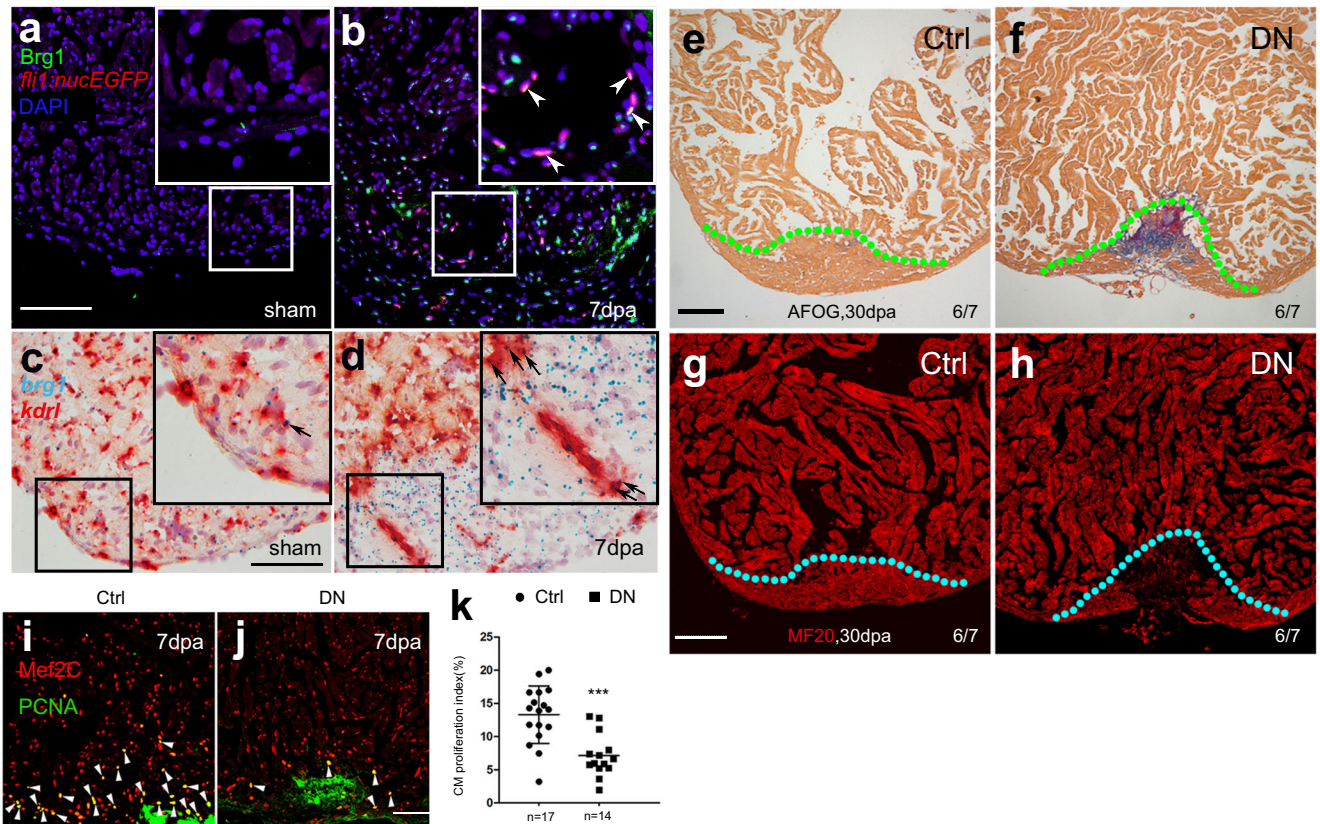 a
Brg1
fli1:nucEGFP
DAPI
sham
b
7dpa
c
brg1
kdrl
sham
d
7dpa
e
Ctrl
AFOG,30dpa
6/7
f
DN
6/7
g
Ctrl
MF20,30dpa
6/7
h
DN
6/7
Ctrl
i
7dpa
Mef2C
PCNA
DN
j
7dpa
k
Ctrl
DN
CM proliferation index(%)
25
20
15
10
5
0
***
n=17
n=14